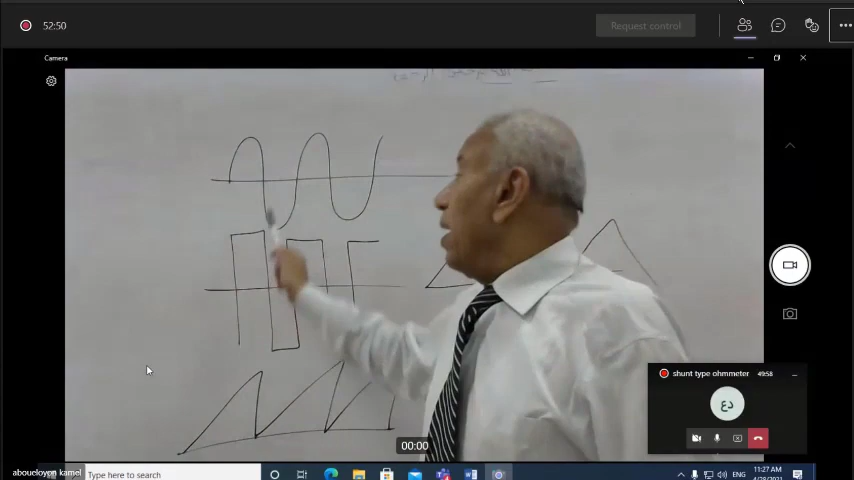 52:50
Request control
Camera
shunt type ohmmeter 49:58
دع
00:00
aboueloyon kamel
Type here to search
ENG
11:27 AM